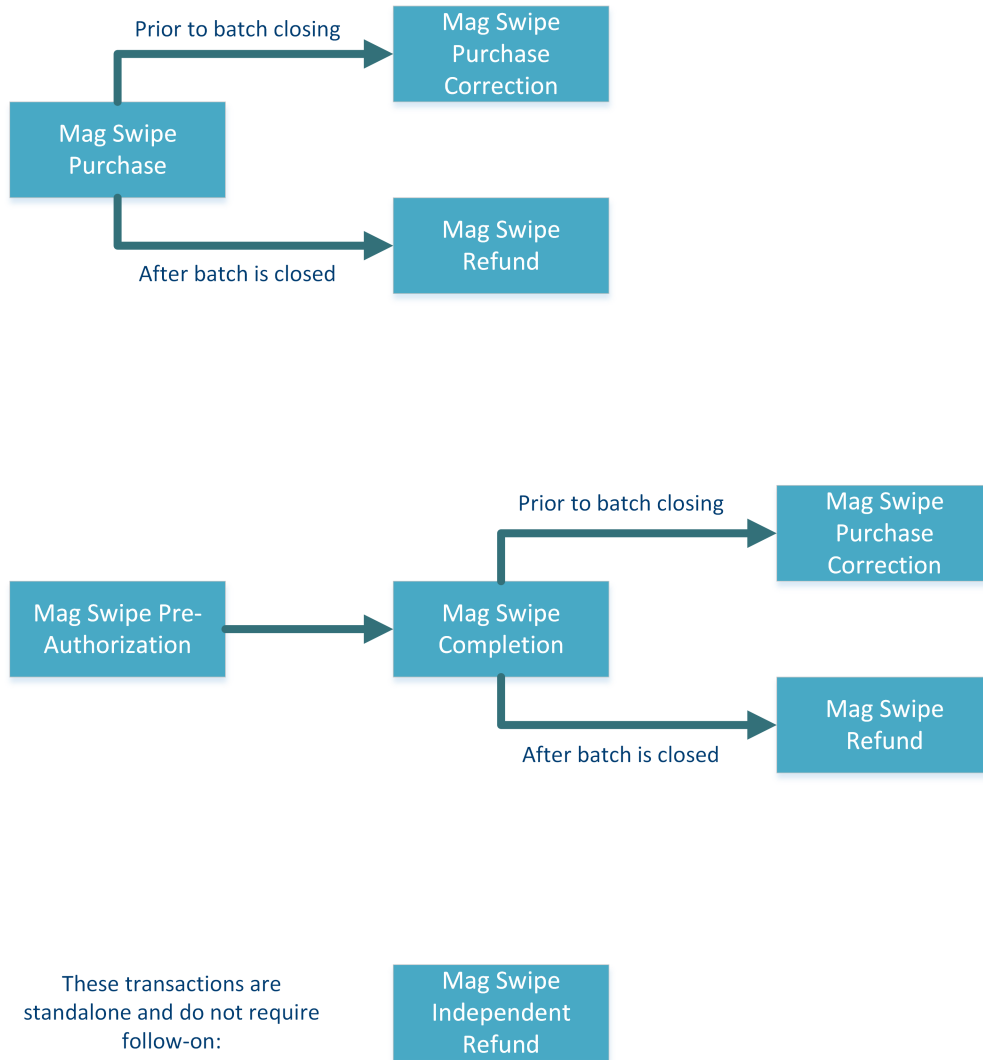 Prior to batch closing
Mag Swipe
Purchase
Correction
Mag Swipe
Purchase
Mag Swipe
Refund
After batch is closed
Prior to batch closing
Mag Swipe
Purchase
Correction
Mag Swipe Pre-
Authorization
Mag Swipe
Completion
Mag Swipe
Refund
After batch is closed
These transactions are
standalone and do not require
follow-on:
Mag Swipe
Independent
Refund